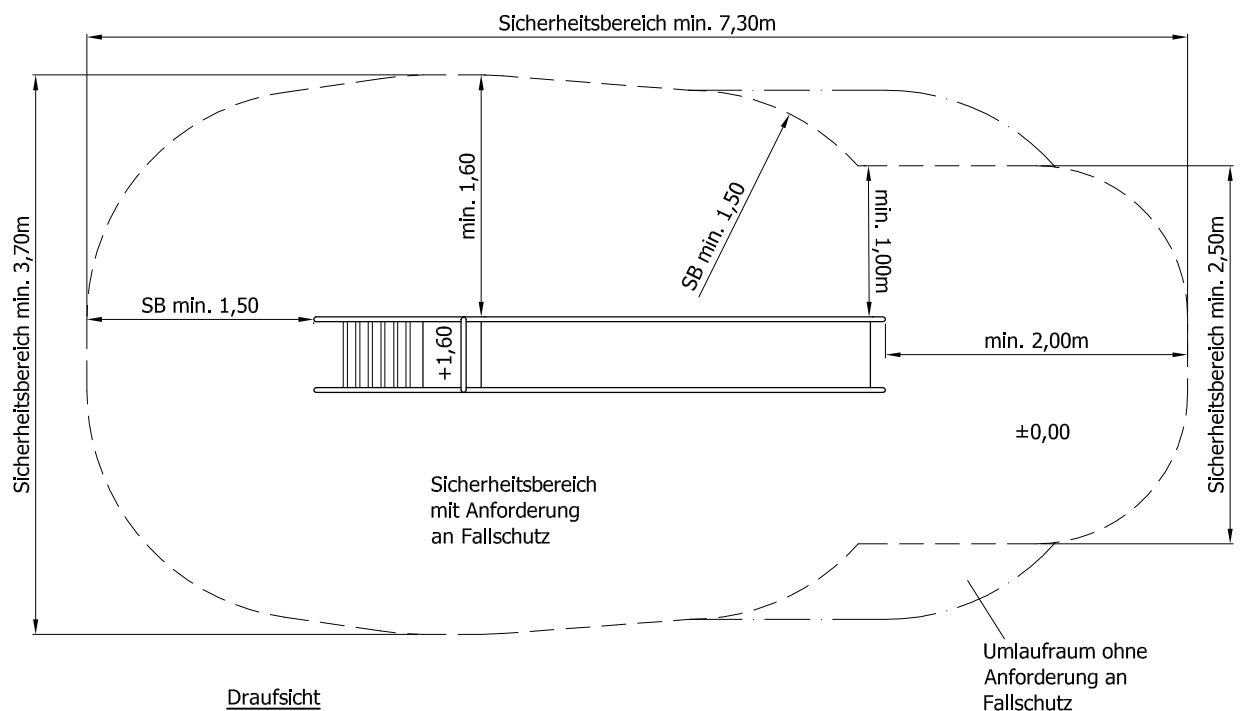 Sicherheitsbereich min. 7,30m
Sicherheitsbereich min. 3,70m
min. 1,60
SB min. 1,50
min. 1,00m
Sicherheitsbereich min. 2,50m
SB min. 1,50
+1,60
min. 2,00m
±0,00
Sicherheitsbereich
mit Anforderung
an Fallschutz
Umlaufraum ohne
Anforderung an
Fallschutz
Draufsicht